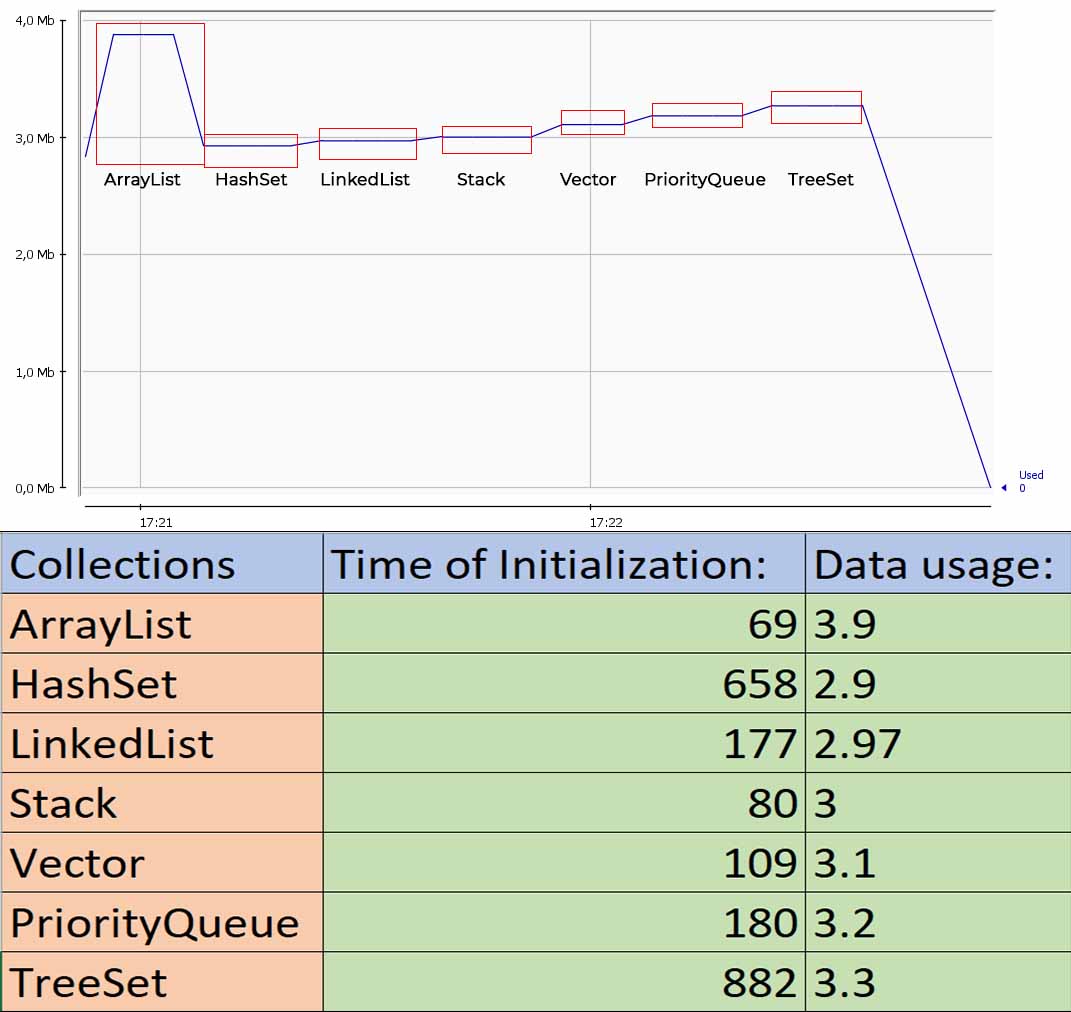 4,0 Mb
3,0 Mb
ArrayList HashSet LinkedList Stack Vector PriorityQueue TreeSet
2,0 Mb
1,0 Mb
Used
0,0 Mb 0
17:21 17:22
Collections Time of Initialization: Data usage:
ArrayList 69 3.9
HashSet 658 2.9
LinkedList 177 2.97
Stack 80 3
Vector 109 3.1
PriorityQueue 180 3.2
TreeSet 882 3.3